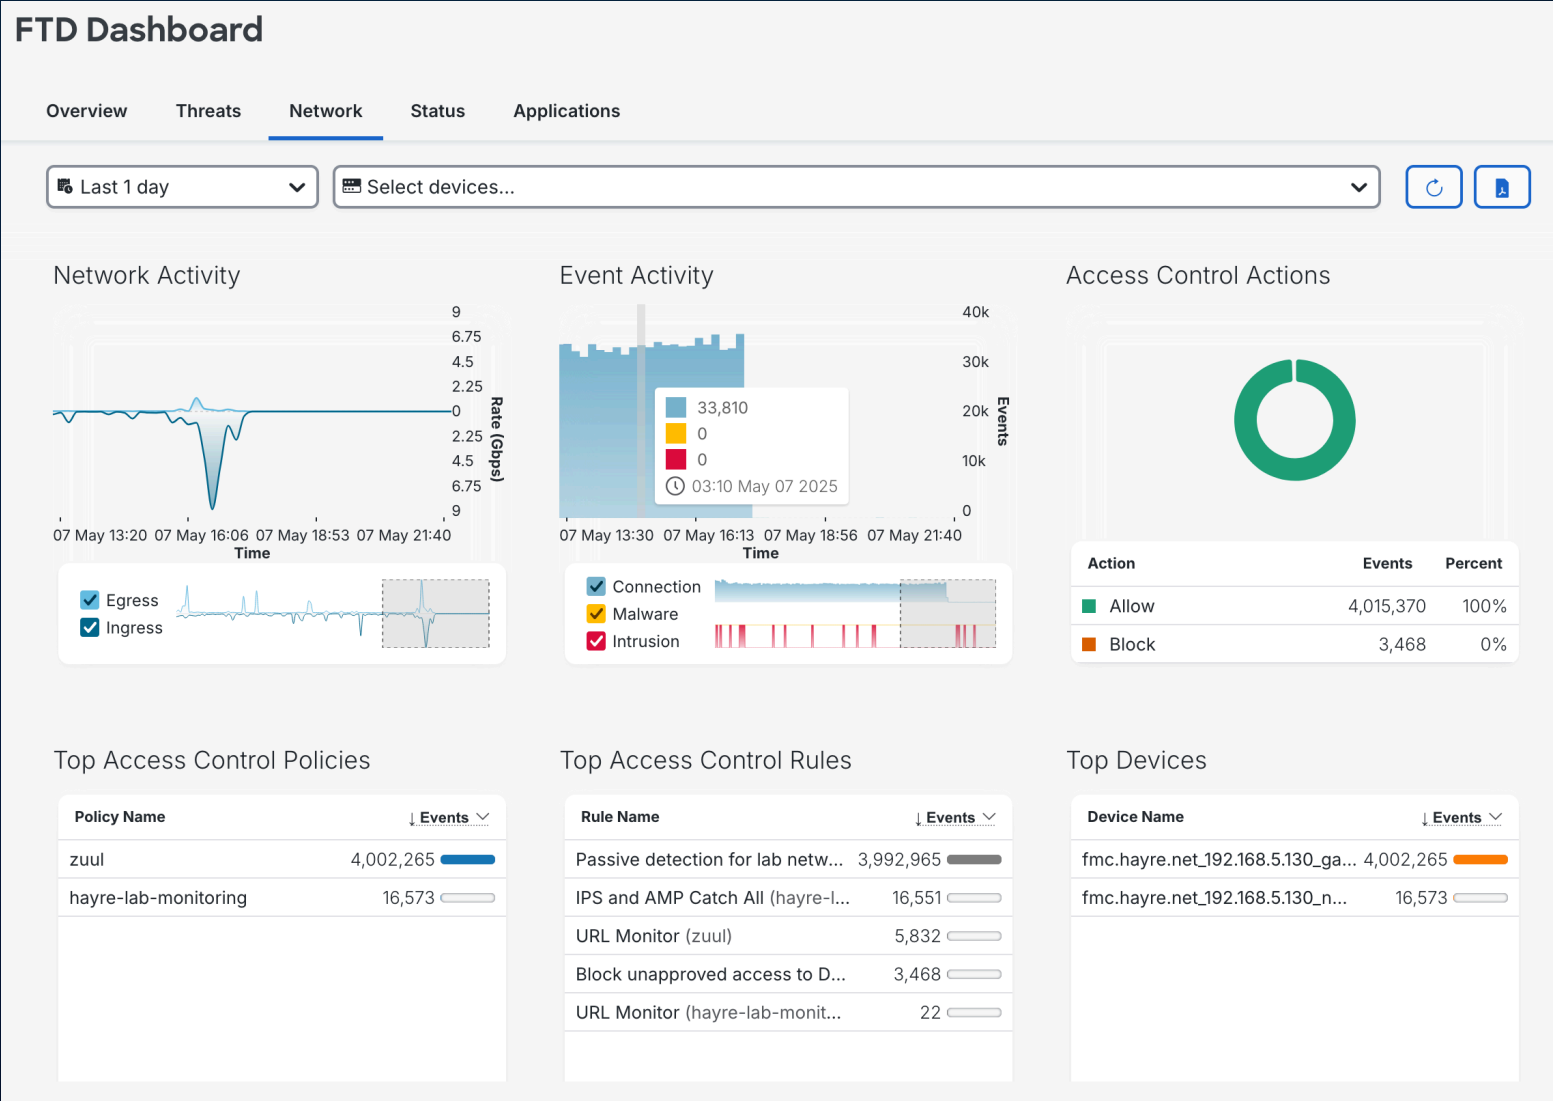 FTD Dashboard
Overview Threats Network Status Applications
Last 1 day Select devices...
Network Activity
9
6.75
4.5
2.25
0
2.25
4.5
6.75
9
Rate (Gbps)
07 May 13:20 07 May 16:06 07 May 18:53 07 May 21:40
Time
Egress
Ingress
Event Activity
40k
30k
20k
10k
0
Events
33,810
0
0
03:10 May 07 2025
07 May 13:30 07 May 16:13 07 May 18:56 07 May 21:40
Time
Connection
Malware
Intrusion
Access Control Actions
Action Events Percent
Allow 4,015,370 100%
Block 3,468 0%
Top Access Control Policies
Policy Name ↓ Events
zuul 4,002,265
hayre-lab-monitoring 16,573
Top Access Control Rules
Rule Name ↓ Events
Passive detection for lab netw... 3,992,965
IPS and AMP Catch All (hayre-l... 16,551
URL Monitor (zuul) 5,832
Block unapproved access to D... 3,468
URL Monitor (hayre-lab-monit... 22
Top Devices
Device Name ↓ Events
fmc.hayre.net_192.168.5.130_ga... 4,002,265
fmc.hayre.net_192.168.5.130_n... 16,573